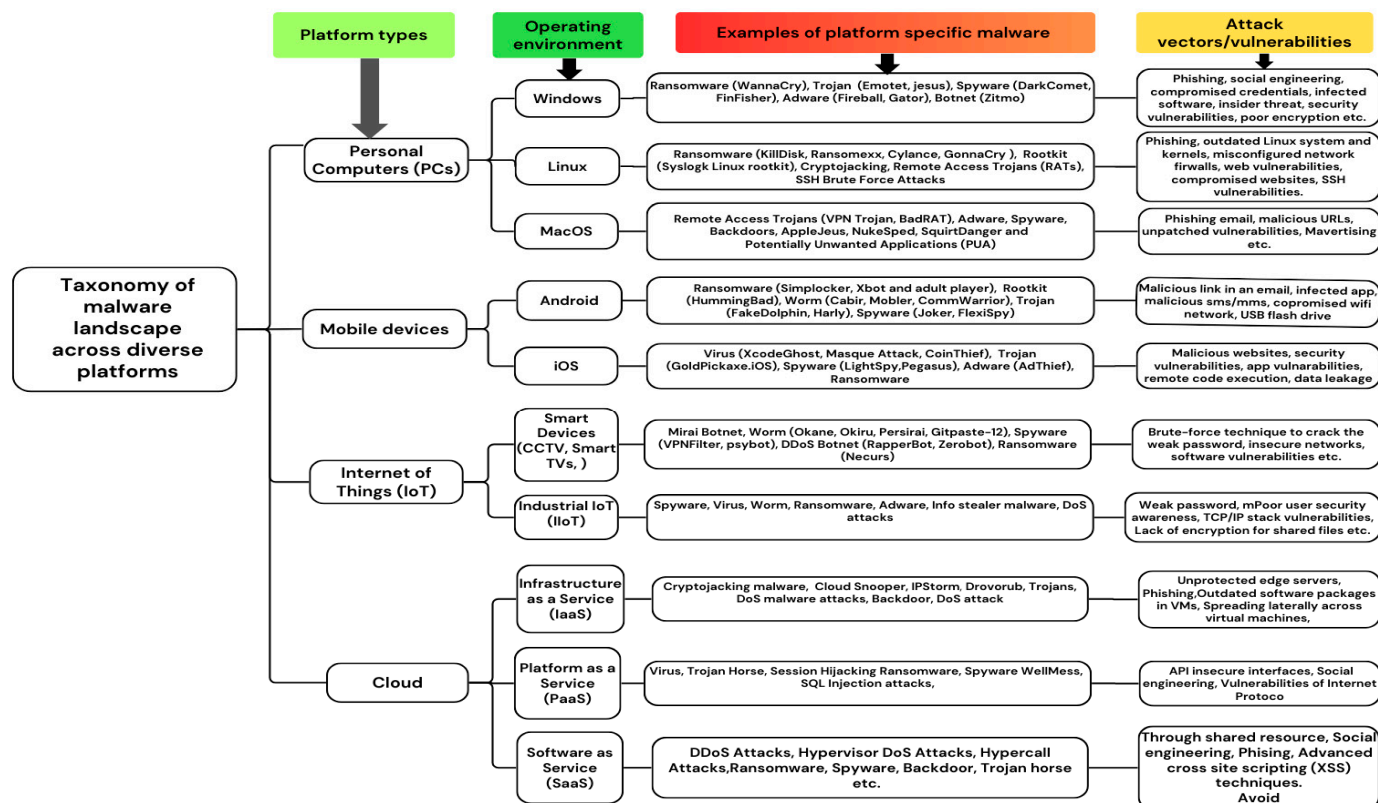 Platform types
Operating
environment
Examples of platform specific malware
Attack
vectors/vulnerabilities
Taxonomy of
malware
landscape
across diverse
platforms
Personal
Computers (PCs)
Windows
Ransomware (WannaCry), Trojan (Emotet, jesus), Spyware (DarkComet,
FinFisher), Adware (Fireball, Gator), Botnet (Zitmo)
Phishing, social engineering,
compromised credentials, infected
software, insider threat, security
vulnerabilities, poor encryption etc.
Linux
Ransomware (KillDisk, Ransomexx, Cylance, GonnaCry ), Rootkit
(Syslogk Linux rootkit), Cryptojacking, Remote Access Trojans (RATs),
SSH Brute Force Attacks
Phishing, outdated Linux system and
kernels, misconfigured network
firwalls, web vulnerabilities,
compromised websites, SSH
vulnerabilities.
MacOS
Remote Access Trojans (VPN Trojan, BadRAT), Adware, Spyware,
Backdoors, AppleJeus, NukeSped, SquirtDanger and
Potentially Unwanted Applications (PUA)
Phishing email, malicious URLs,
unpatched vulnerabilities, Mavertising
etc.
Mobile devices
Android
Ransomware (Simplocker, Xbot and adult player), Rootkit
(HummingBad), Worm (Cabir, Mobler, CommWarrior), Trojan
(FakeDolphin, Harly), Spyware (Joker, FlexiSpy)
Malicious link in an email, infected app,
malicious sms/mms, copromised wifi
network, USB flash drive
iOS
Virus (XcodeGhost, Masque Attack, CoinThief), Trojan
(GoldPickaxe.iOS), Spyware (LightSpy,Pegasus), Adware (AdThief),
Ransomware
Malicious websites, security
vulnerabilities, app vulnarabilities,
remote code execution, data leakage
Internet of
Things (IoT)
Smart
Devices
(CCTV, Smart
TVs, )
Mirai Botnet, Worm (Okane, Okiru, Persirai, Gitpaste-12), Spyware
(VPNFilter, psybot), DDoS Botnet (RapperBot, Zerobot), Ransomware
(Necurs)
Brute-force technique to crack the
weak password, insecure networks,
software vulnerabilities etc.
Industrial IoT
(IIoT)
Spyware, Virus, Worm, Ransomware, Adware, Info stealer malware, DoS
attacks
Weak password, mPoor user security
awareness, TCP/IP stack vulnerabilities,
Lack of encryption for shared files etc.
Cloud
Infrastructure
as a Service
(IaaS)
Cryptojacking malware, Cloud Snooper, IPStorm, Drovorub, Trojans,
DoS malware attacks, Backdoor, DoS attack
Unprotected edge servers,
Phishing,Outdated software packages
in VMs, Spreading laterally across
virtual machines,
Platform as a
Service
(PaaS)
Virus, Trojan Horse, Session Hijacking Ransomware, Spyware WellMess,
SQL Injection attacks,
API insecure interfaces, Social
engineering, Vulnerabilities of Internet
Protoco
Software as
Service
(SaaS)
DDoS Attacks, Hypervisor DoS Attacks, Hypercall
Attacks,Ransomware, Spyware, Backdoor, Trojan horse
etc.
Through shared resource, Social
engineering, Phising, Advanced
cross site scripting (XSS)
techniques.
Avoid